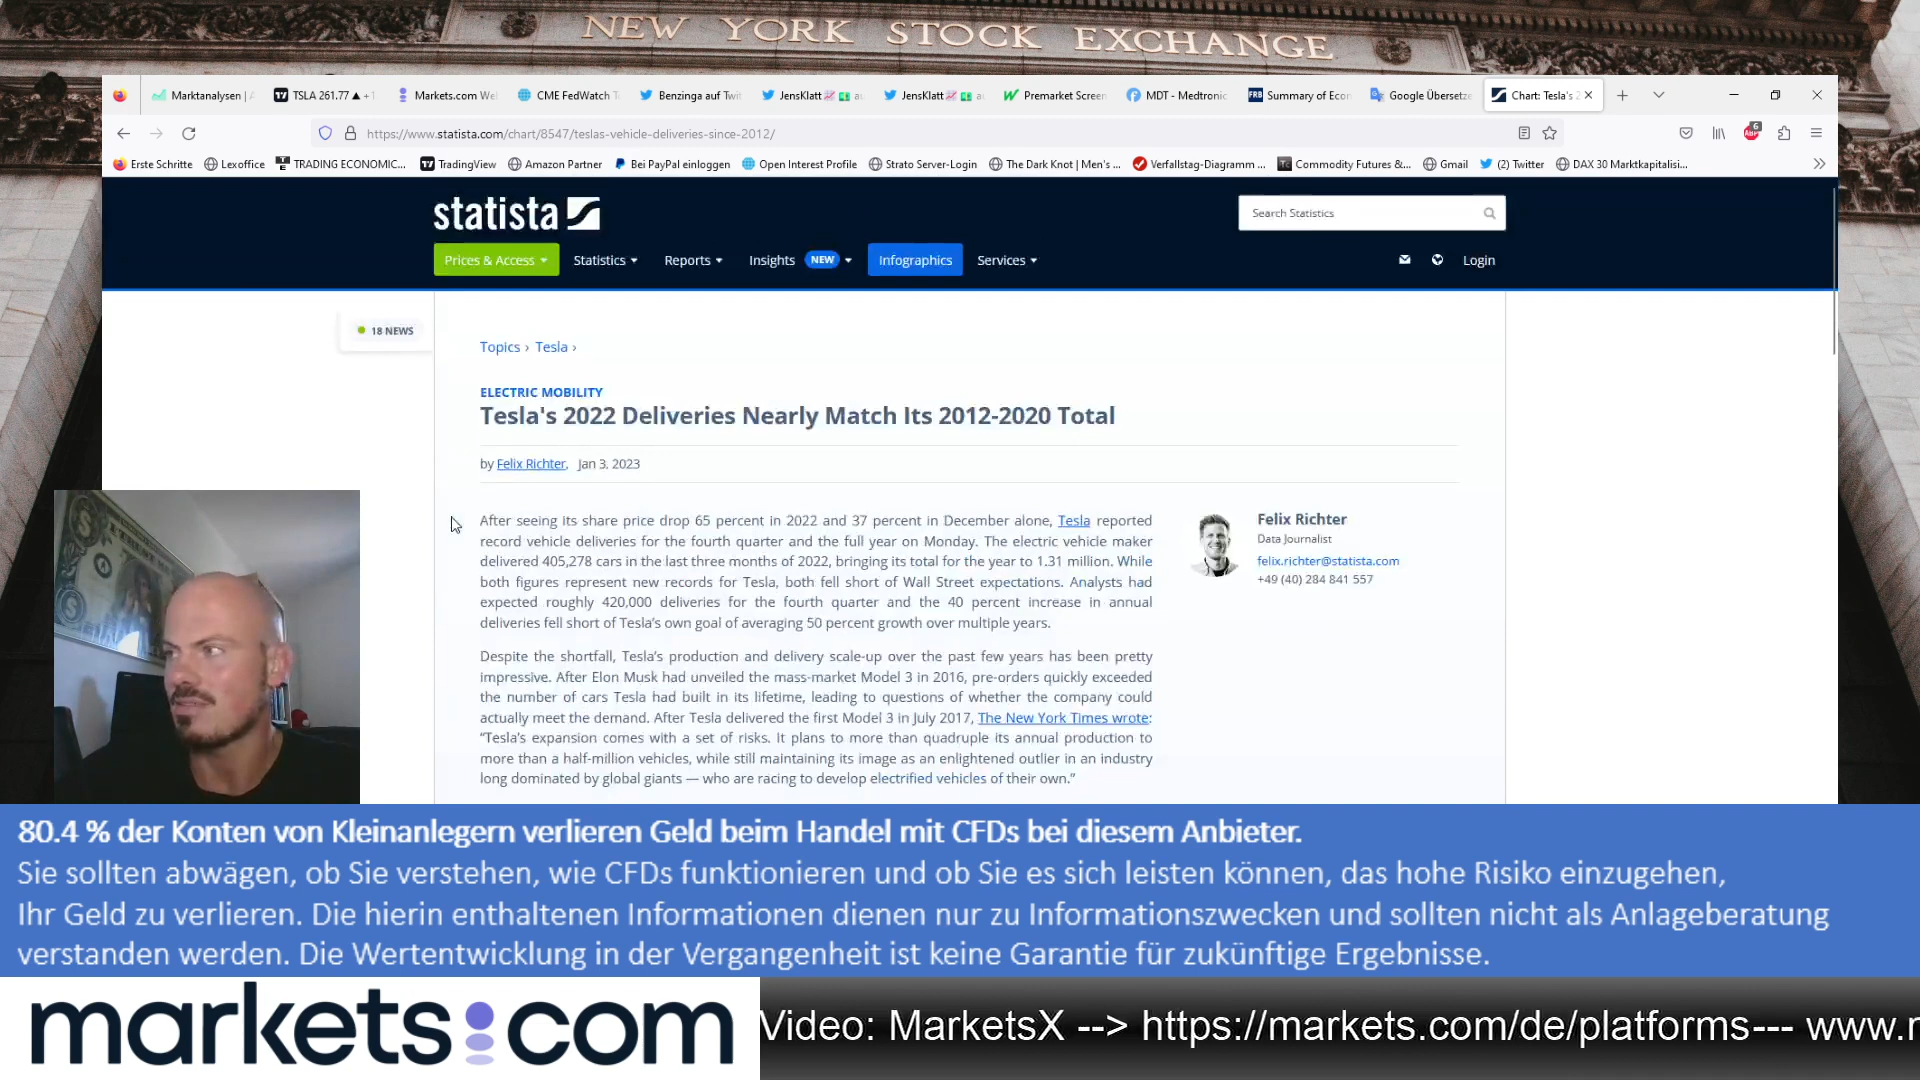 NEW YORK STOCK EXCHANGE
Marktanalysen |
TSLA 261.77 ▲ +
Markets.com We
CME FedWatch T
Benzinga auf Twit
JensKlatt
JensKlatt
Premarket Screen
MDT - Medtronic
Summary of Econ
Google Übersetze
Chart: Tesla's 2
https://www.statista.com/chart/8547/teslas-vehicle-deliveries-since-2012/
6
Erste Schritte
Lexoffice
TRADING ECONOMIC...
TradingView
Amazon Partner
Bei PayPal einloggen
Open Interest Profile
Strato Server-Login
The Dark Knot | Men's ...
Verfallstag-Diagramm ...
Commodity Futures &...
Gmail
(2) Twitter
DAX 30 Marktkapitalisi...
statista
Search Statistics
Prices & Access
Statistics
Reports
Insights NEW
Infographics
Services
Login
18 NEWS
Topics › Tesla ›
ELECTRIC MOBILITY
Tesla's 2022 Deliveries Nearly Match Its 2012-2020 Total
by Felix Richter, Jan 3, 2023
After seeing its share price drop 65 percent in 2022 and 37 percent in December alone, Tesla reported
record vehicle deliveries for the fourth quarter and the full year on Monday. The electric vehicle maker
delivered 405,278 cars in the last three months of 2022, bringing its total for the year to 1.31 million. While
both figures represent new records for Tesla, both fell short of Wall Street expectations. Analysts had
expected roughly 420,000 deliveries for the fourth quarter and the 40 percent increase in annual
deliveries fell short of Tesla's own goal of averaging 50 percent growth over multiple years.
Despite the shortfall, Tesla's production and delivery scale-up over the past few years has been pretty
impressive. After Elon Musk had unveiled the mass-market Model 3 in 2016, pre-orders quickly exceeded
the number of cars Tesla had built in its lifetime, leading to questions of whether the company could
actually meet the demand. After Tesla delivered the first Model 3 in July 2017, The New York Times wrote:
“Tesla's expansion comes with a set of risks. It plans to more than quadruple its annual production to
more than a half-million vehicles, while still maintaining its image as an enlightened outlier in an industry
long dominated by global giants — who are racing to develop electrified vehicles of their own.”
Felix Richter
Data Journalist
felix.richter@statista.com
+49 (40) 284 841 557
80.4 % der Konten von Kleinanlegern verlieren Geld beim Handel mit CFDs bei diesem Anbieter.
Sie sollten abwägen, ob Sie verstehen, wie CFDs funktionieren und ob Sie es sich leisten können, das hohe Risiko einzugehen,
Ihr Geld zu verlieren. Die hierin enthaltenen Informationen dienen nur zu Informationszwecken und sollten nicht als Anlageberatung
verstanden werden. Die Wertentwicklung in der Vergangenheit ist keine Garantie für zukünftige Ergebnisse.
markets.com
Video: MarketsX --> https://markets.com/de/platforms--- www.